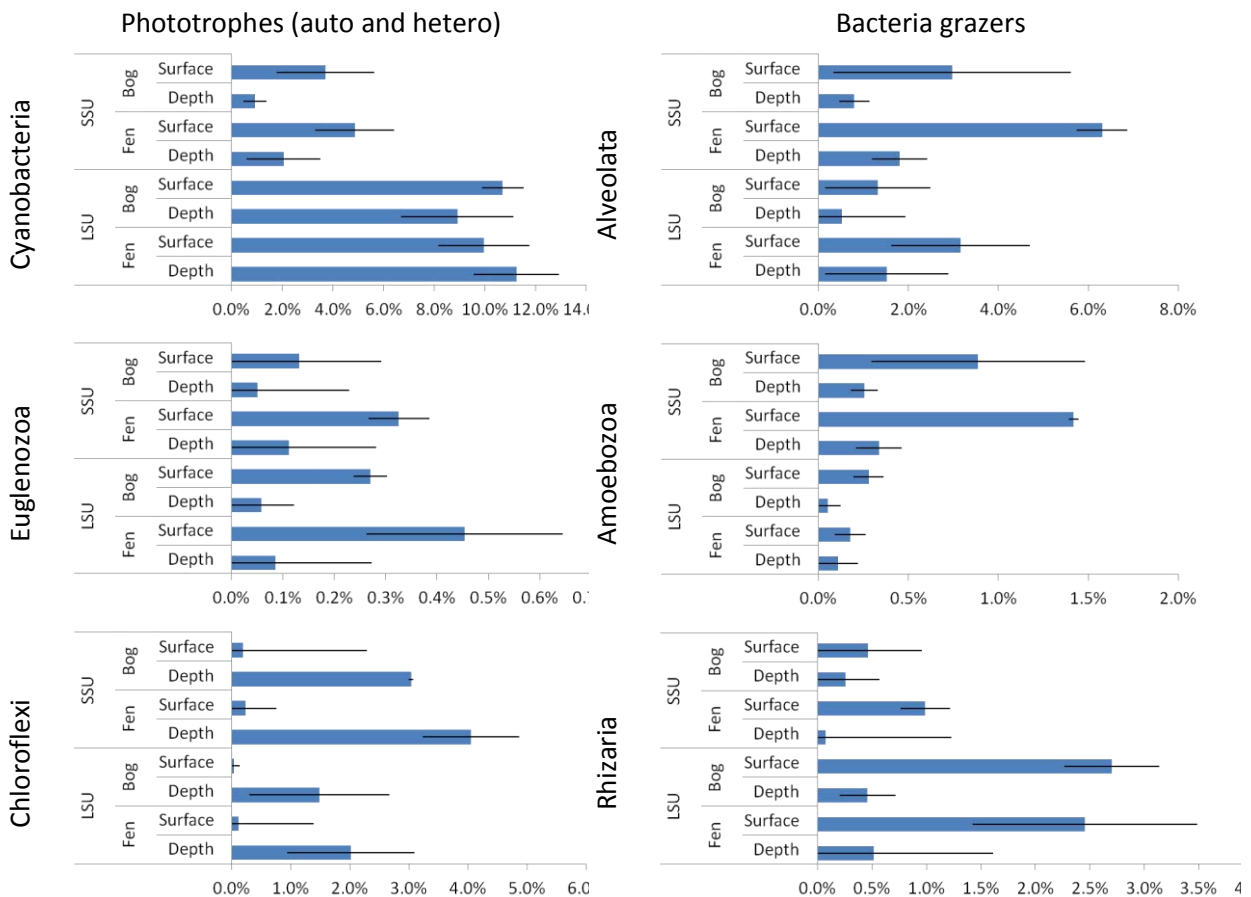 Phototrophes (auto and hetero)
Bacteria grazers
Cyanobacteria
SSU
Bog
Surface
Depth
Fen
Surface
Depth
LSU
Bog
Surface
Depth
Fen
Surface
Depth
0.0% 2.0% 4.0% 6.0% 8.0% 10.0% 12.0% 14.0
Alveolata
SSU
Bog
Surface
Depth
Fen
Surface
Depth
LSU
Bog
Surface
Depth
Fen
Surface
Depth
0.0% 2.0% 4.0% 6.0% 8.0%
Euglenozoa
SSU
Bog
Surface
Depth
Fen
Surface
Depth
LSU
Bog
Surface
Depth
Fen
Surface
Depth
0.0% 0.1% 0.2% 0.3% 0.4% 0.5% 0.6%
Amoebozoa
SSU
Bog
Surface
Depth
Fen
Surface
Depth
LSU
Bog
Surface
Depth
Fen
Surface
Depth
0.0% 0.5% 1.0% 1.5% 2.0%
Chloroflexi
SSU
Bog
Surface
Depth
Fen
Surface
Depth
LSU
Bog
Surface
Depth
Fen
Surface
Depth
0.0% 1.0% 2.0% 3.0% 4.0% 5.0% 6.0
Rhizaria
SSU
Bog
Surface
Depth
Fen
Surface
Depth
LSU
Bog
Surface
Depth
Fen
Surface
Depth
0.0% 0.5% 1.0% 1.5% 2.0% 2.5% 3.0% 3.5% 4